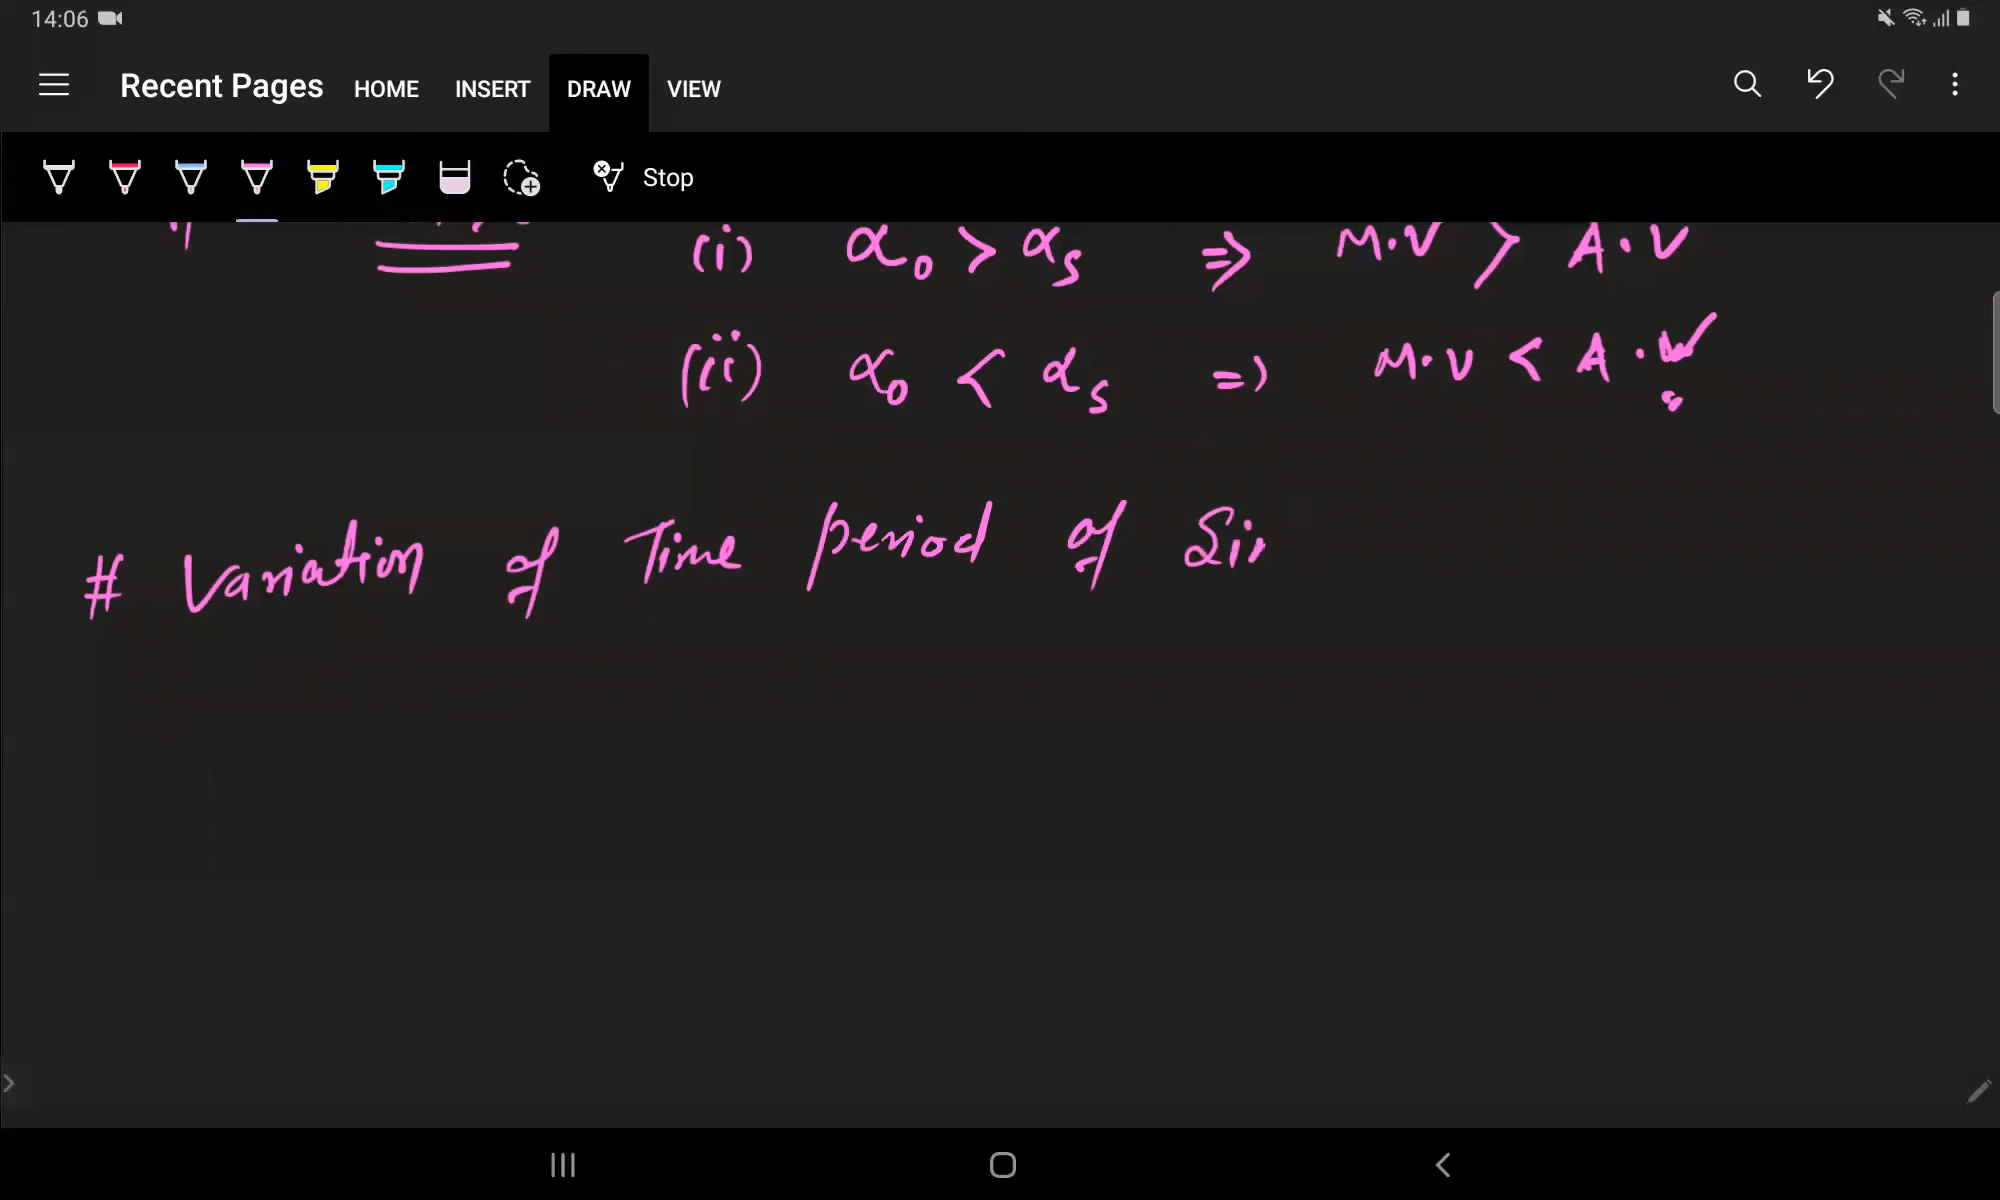 14:06
Recent Pages HOME INSERT DRAW VIEW
Stop
(i) α₀ > αₛ ⇒ M.V > A.V
(ii) α₀ < αₛ ⇒ M.V < A.V
# Variation of Time period of Sin